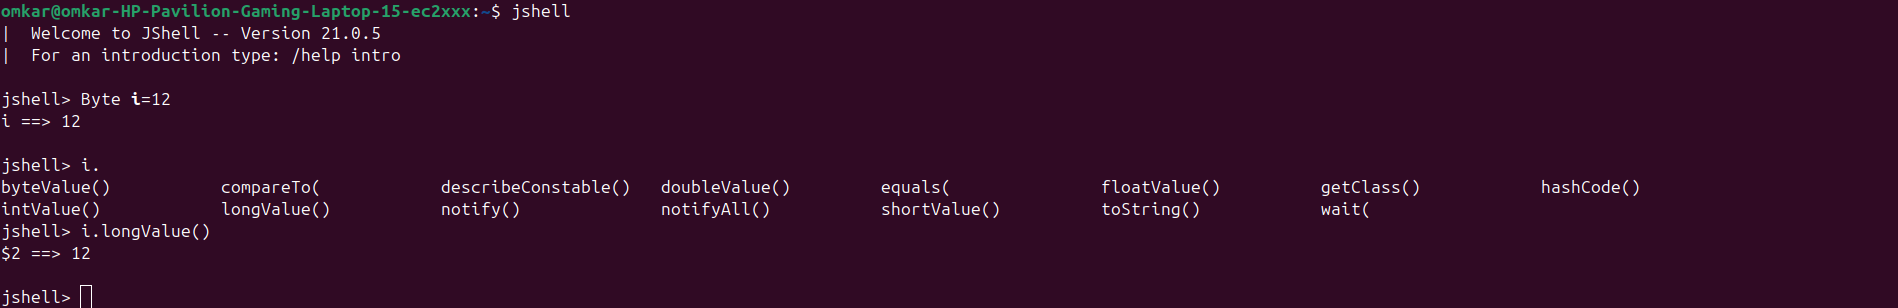 omkar@omkar-HP-Pavilion-Gaming-Laptop-15-ec2xxx:~$ jshell
|  Welcome to JShell -- Version 21.0.5
|  For an introduction type: /help intro
jshell> Byte i=12
i ==> 12
jshell> i.
byteValue()           compareTo(            describeConstable()   doubleValue()         equals(               floatValue()          getClass()            hashCode()
intValue()            longValue()           notify()              notifyAll()           shortValue()          toString()            wait(
jshell> i.longValue()
$2 ==> 12
jshell>